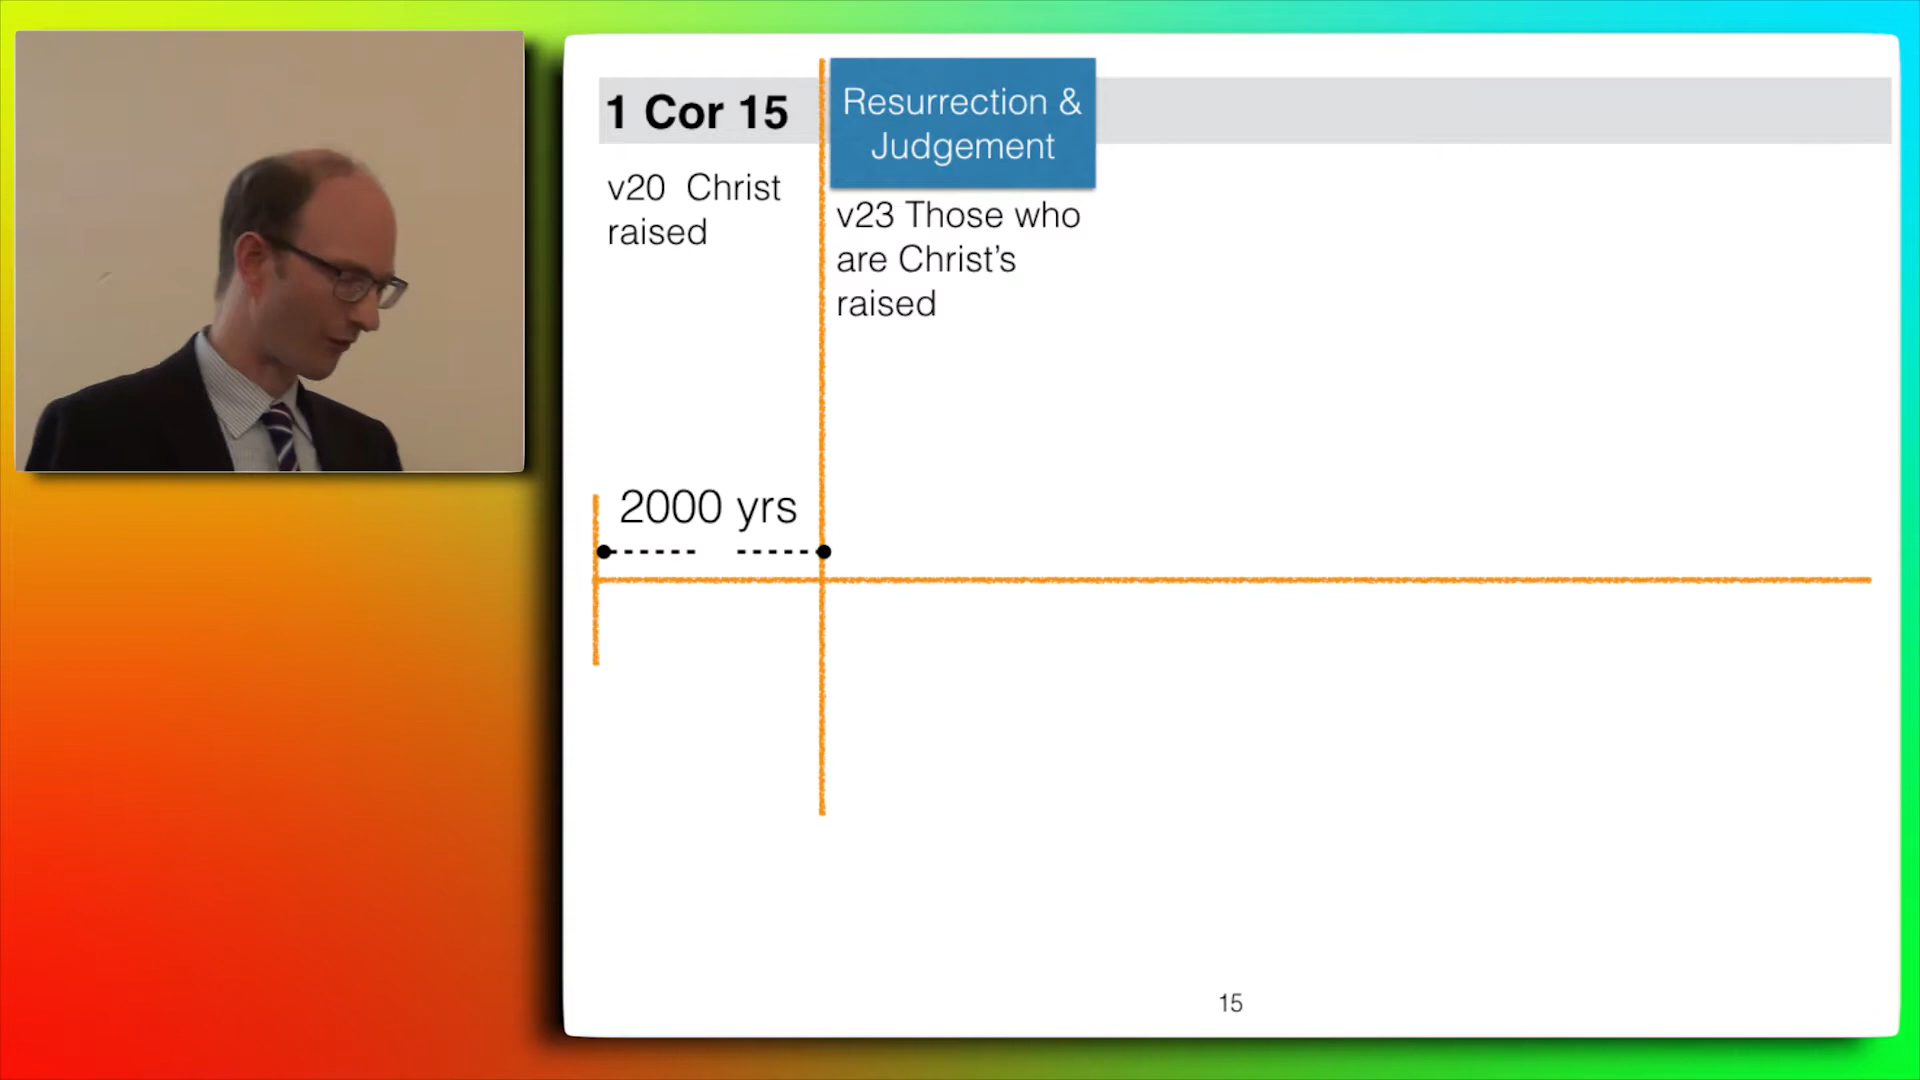 1 Cor 15
Resurrection &
Judgement
v20  Christ
raised
v23 Those who
are Christ’s
raised
2000 yrs
15